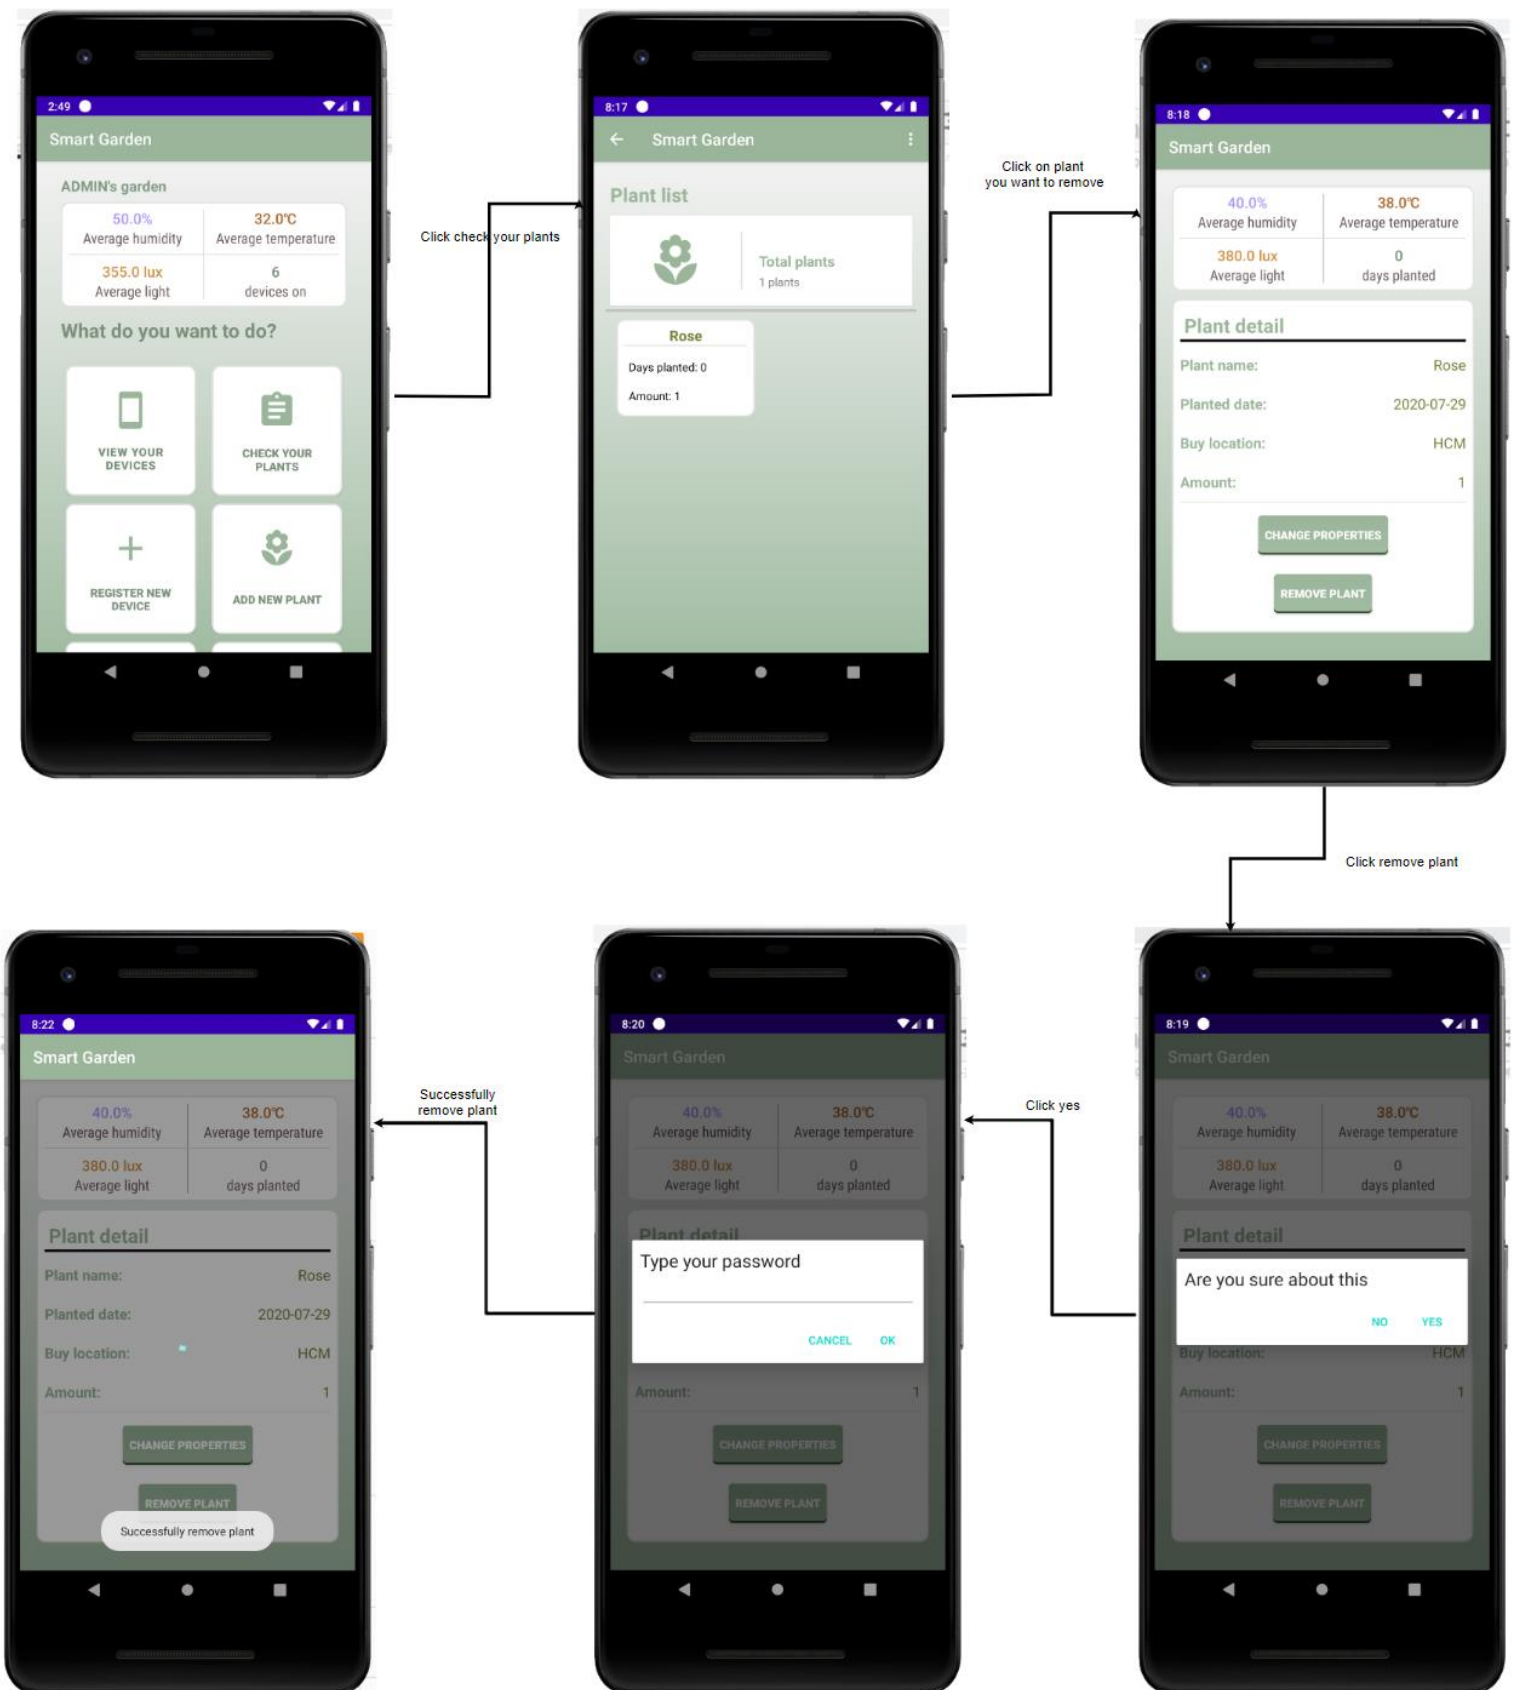 2:49
Smart Garden
ADMIN's garden
50.0%
Average humidity
32.0°C
Average temperature
355.0 lux
Average light
6
devices on
What do you want to do?
VIEW YOUR
DEVICES
CHECK YOUR
PLANTS
REGISTER NEW
DEVICE
ADD NEW PLANT
Click check your plants
8:17
Smart Garden
Plant list
Total plants
1 plants
Rose
Days planted: 0
Amount: 1
Click on plant
you want to remove
8:18
Smart Garden
40.0%
Average humidity
38.0°C
Average temperature
380.0 lux
Average light
0
days planted
Plant detail
Plant name:
Rose
Planted date:
2020-07-29
Buy location:
HCM
Amount:
1
CHANGE PROPERTIES
REMOVE PLANT
Click remove plant
8:19
Smart Garden
40.0%
Average humidity
38.0°C
Average temperature
380.0 lux
Average light
0
days planted
Plant detail
Are you sure about this
NO
YES
Buy location:
HCM
Amount:
1
CHANGE PROPERTIES
REMOVE PLANT
Click yes
8:20
Smart Garden
40.0%
Average humidity
38.0°C
Average temperature
380.0 lux
Average light
0
days planted
Plant detail
Type your password
CANCEL
OK
Amount:
1
CHANGE PROPERTIES
REMOVE PLANT
Successfully
remove plant
8:22
Smart Garden
40.0%
Average humidity
38.0°C
Average temperature
380.0 lux
Average light
0
days planted
Plant detail
Plant name:
Rose
Planted date:
2020-07-29
Buy location:
HCM
Amount:
1
CHANGE PROPERTIES
REMOVE PLANT
Successfully remove plant